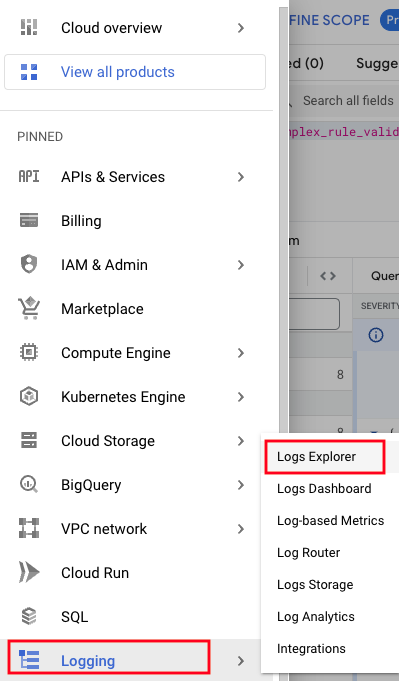 Cloud overview
View all products
PINNED
API
APIs & Services
Billing
IAM & Admin
Marketplace
Compute Engine
Kubernetes Engine
Cloud Storage
BigQuery
VPC network
Cloud Run
SQL
Logging
Logs Explorer
Logs Dashboard
Log-based Metrics
Log Router
Logs Storage
Log Analytics
Integrations
FINE SCOPE
ed (0)
Sugge
Search all fields
mplex_rule_valid
m
Quer
SEVERITY
8
8